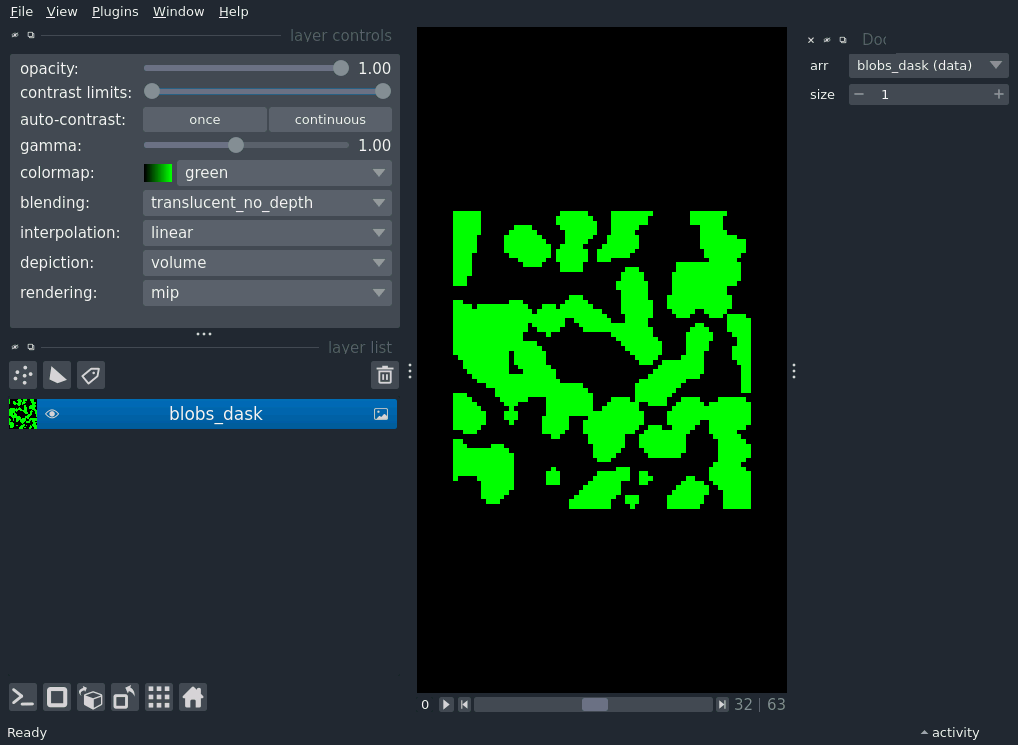 File View Plugins Window Help
layer controls
opacity: 1.00
contrast limits:
auto-contrast: once continuous
gamma: 1.00
colormap: green
blending: translucent_no_depth
interpolation: linear
depiction: volume
rendering: mip
layer list
blobs_dask
0 32 | 63
Ready
activity
arr blobs_dask (data)
size 1